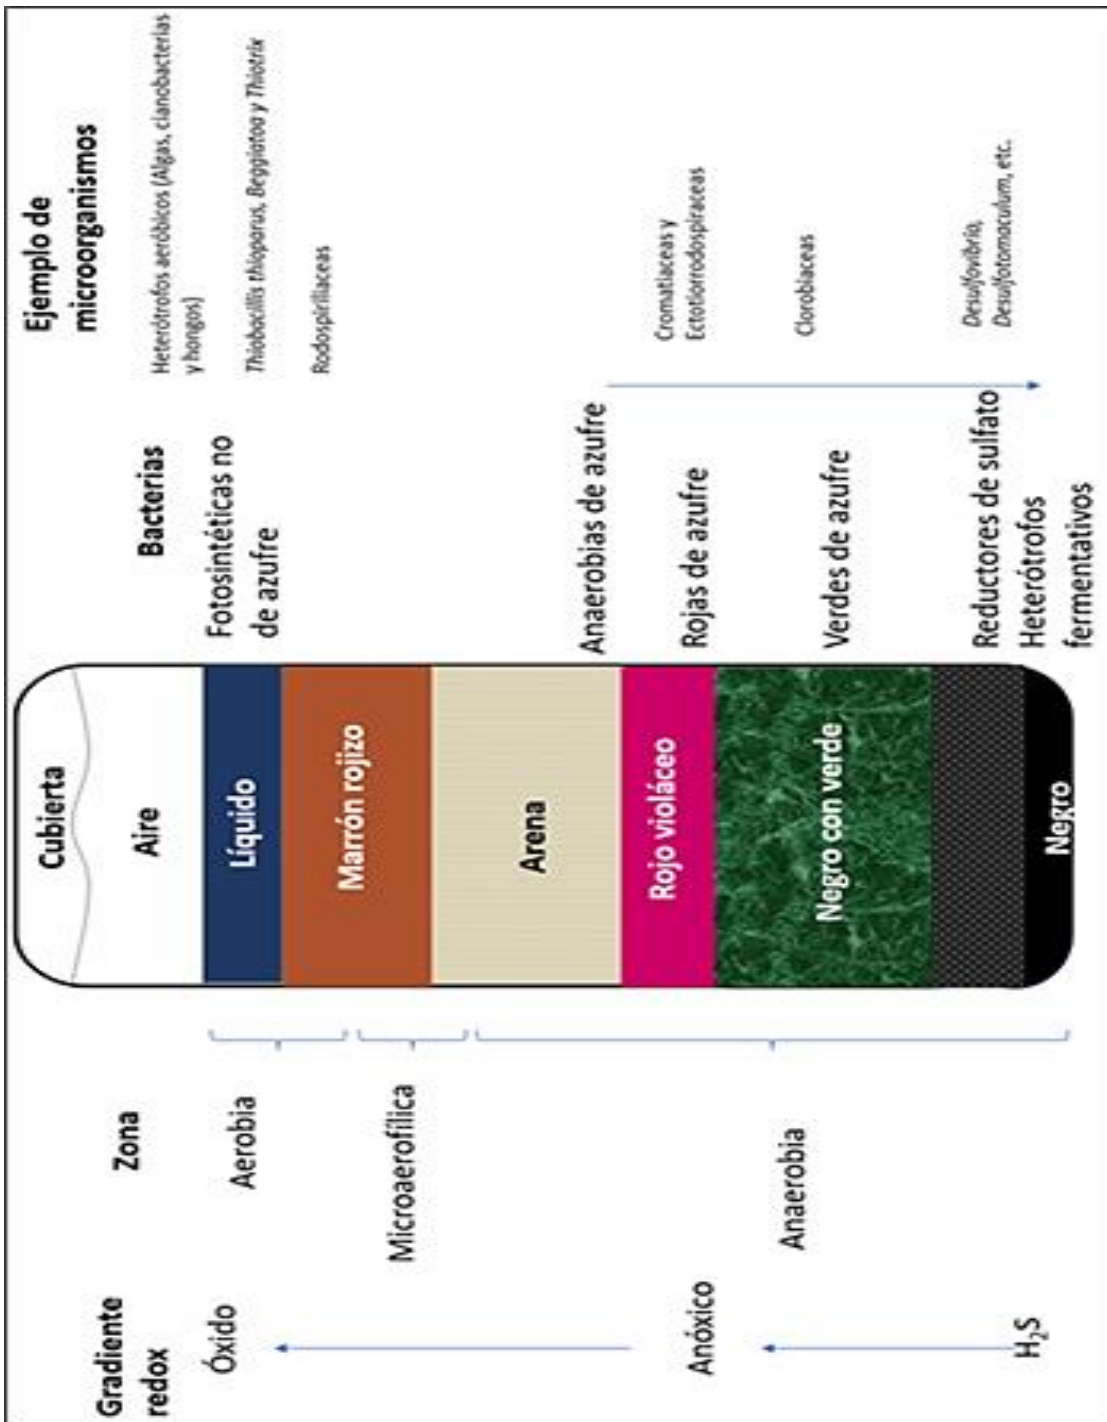 Gradiente
redox
Óxido
Anóxico
H₂S
Zona
Aerobia
Microaerofílica
Anaerobia
Cubierta
Aire
Líquido
Marrón rojizo
Arena
Rojo violáceo
Negro con verde
Negro
Bacterias
Fotosintéticas no
de azufre
Anaerobias de azufre
Rojas de azufre
Verdes de azufre
Reductores de sulfato
Heterótrofos
fermentativos
Ejemplo de
microorganismos
Heterótrofos aeróbicos (Algas, cianobacterias
y hongos)
Thiobacillis thioparus, Beggiatoa y Thiotrix
Rodospiriliaceas
Cromatiaceas y
Ectotiorrodospiraceas
Clorobiaceas
Desulfovibrio,
Desulfotomaculum, etc.